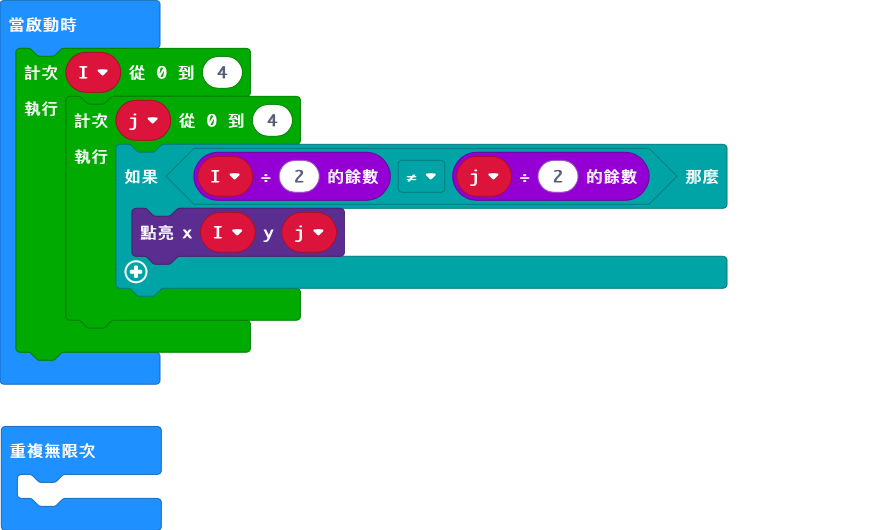 當啟動時
計次 I 從 0 到 4
執行
計次 j 從 0 到 4
執行
如果 I ÷ 2 的餘數 ≠ j ÷ 2 的餘數 那麼
點亮 x I y j
重複無限次